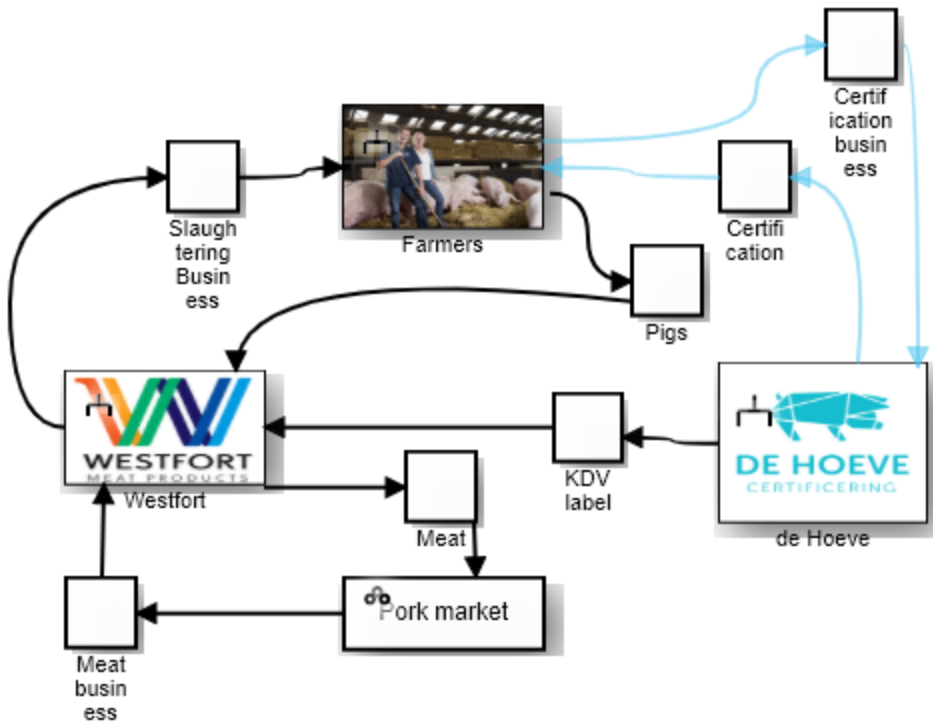 Certif
ication
busin
ess
Slaugh
tering
Busin
ess
Farmers
Certifi
cation
Pigs
WESTFORT
MEAT PRODUCTS
Westfort
KDV
label
DE HOEVE
CERTIFICERING
de Hoeve
Meat
Pork market
Meat
busin
ess